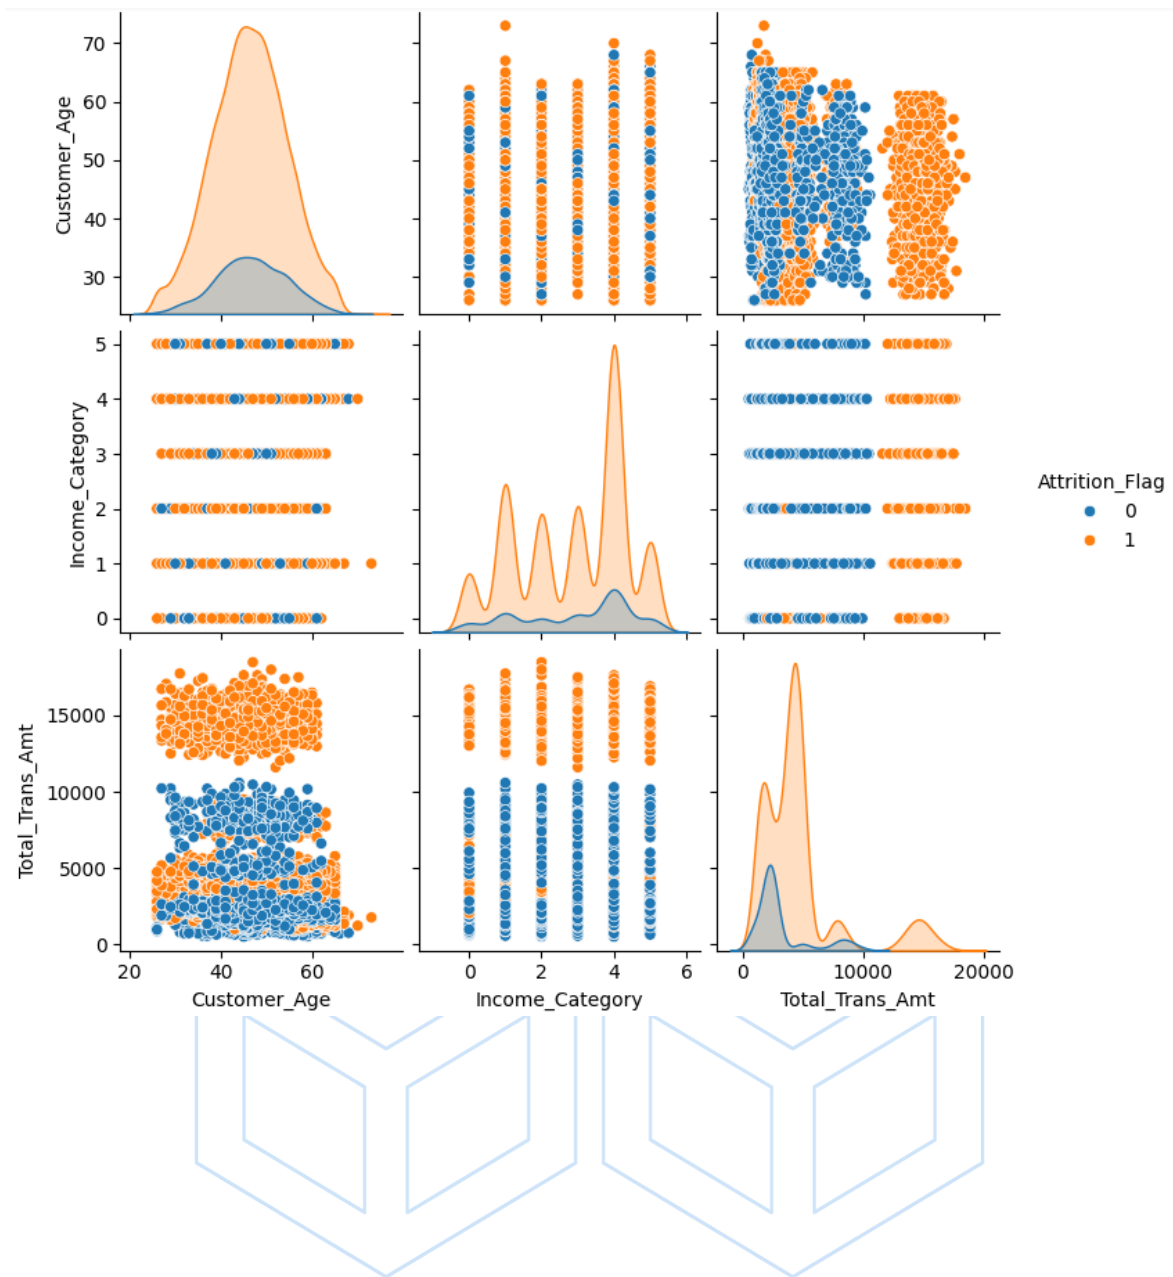 70
60
50
40
30
Customer_Age
5
4
3
2
1
0
Income_Category
Attrition_Flag
0
1
15000
10000
5000
0
Total_Trans_Amt
20 40 60
0 2 4 6
0 10000 20000
Customer_Age Income_Category Total_Trans_Amt